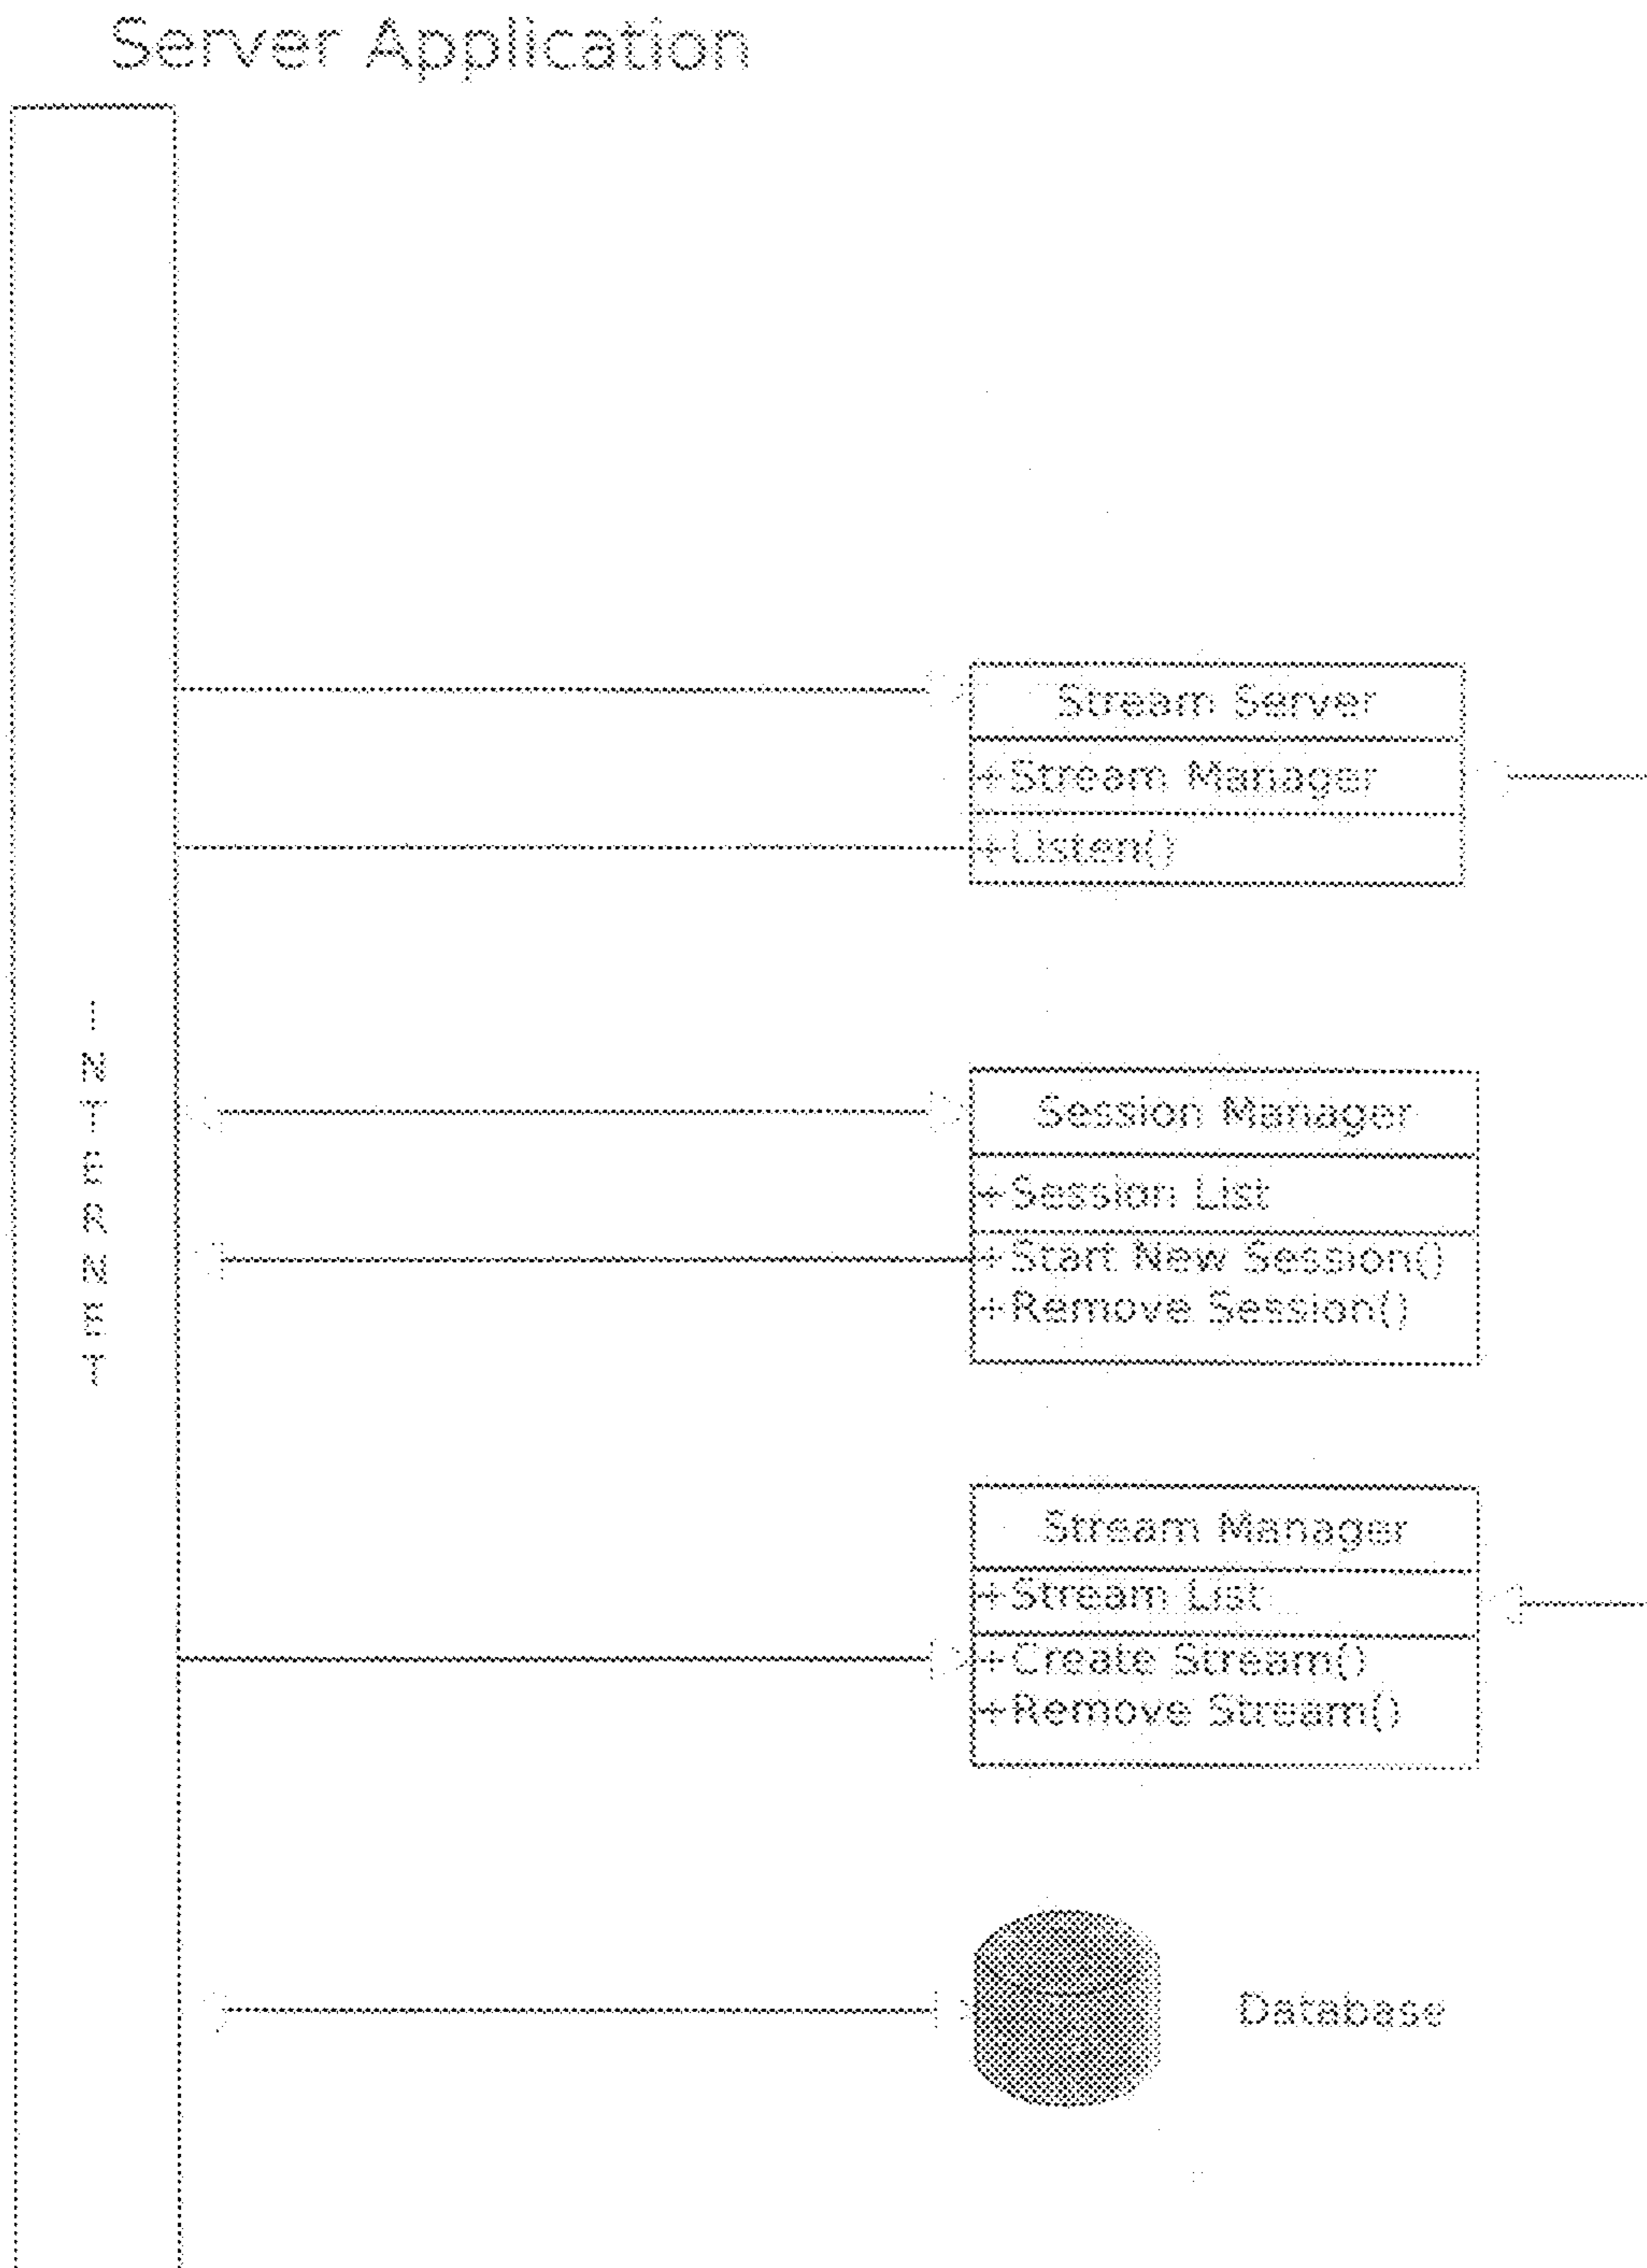 Server Application
Stream Server
+Stream Manager
+Listen()
I
N
T
E
R
N
E
T
Session Manager
+Session List
+Start New Session()
+Remove Session()
Stream Manager
+Stream List
+Create Stream()
+Remove Stream()
Database